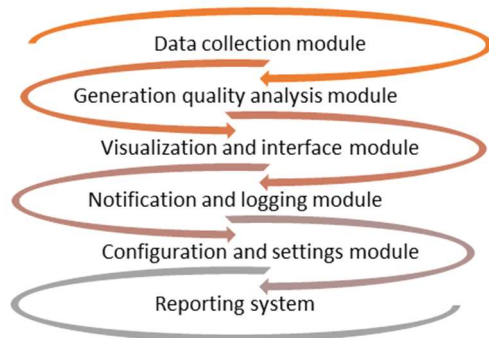 Data collection module
Generation quality analysis module
Visualization and interface module
Notification and logging module
Configuration and settings module
Reporting system